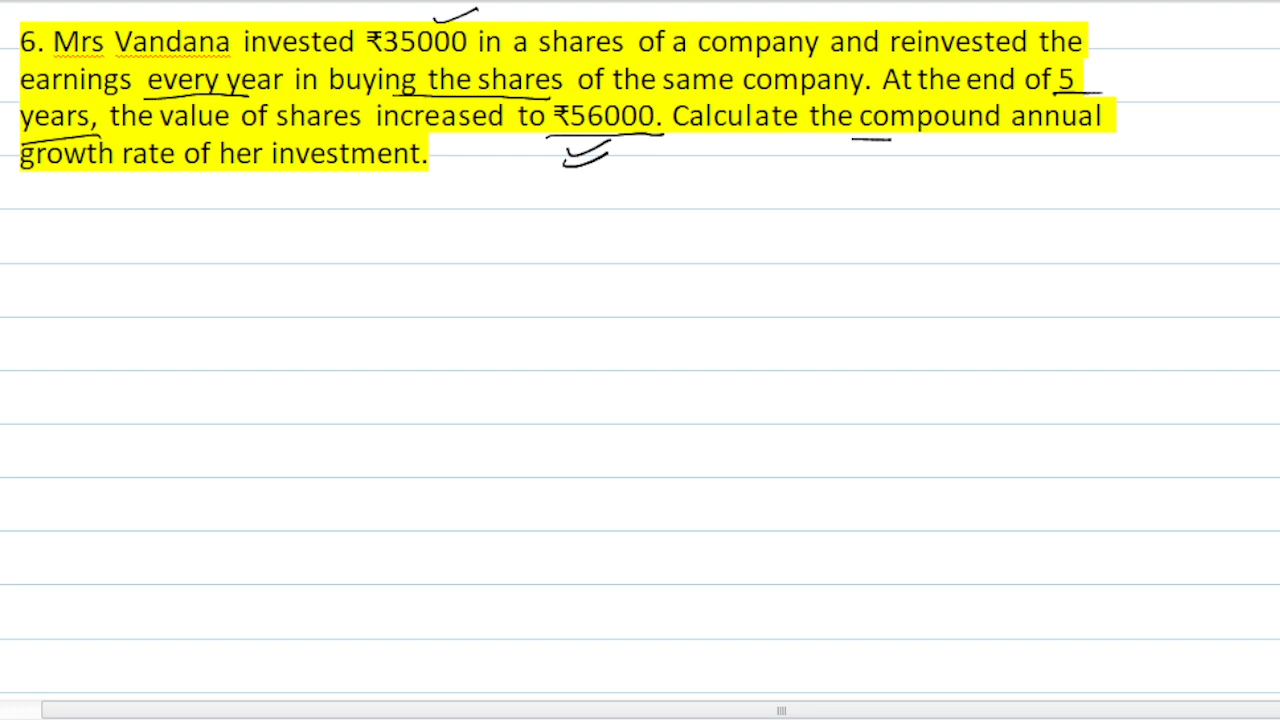 6. Mrs Vandana invested ₹35000 in a shares of a company and reinvested the
earnings every year in buying the shares of the same company. At the end of 5
years, the value of shares increased to ₹56000. Calculate the compound annual
growth rate of her investment.